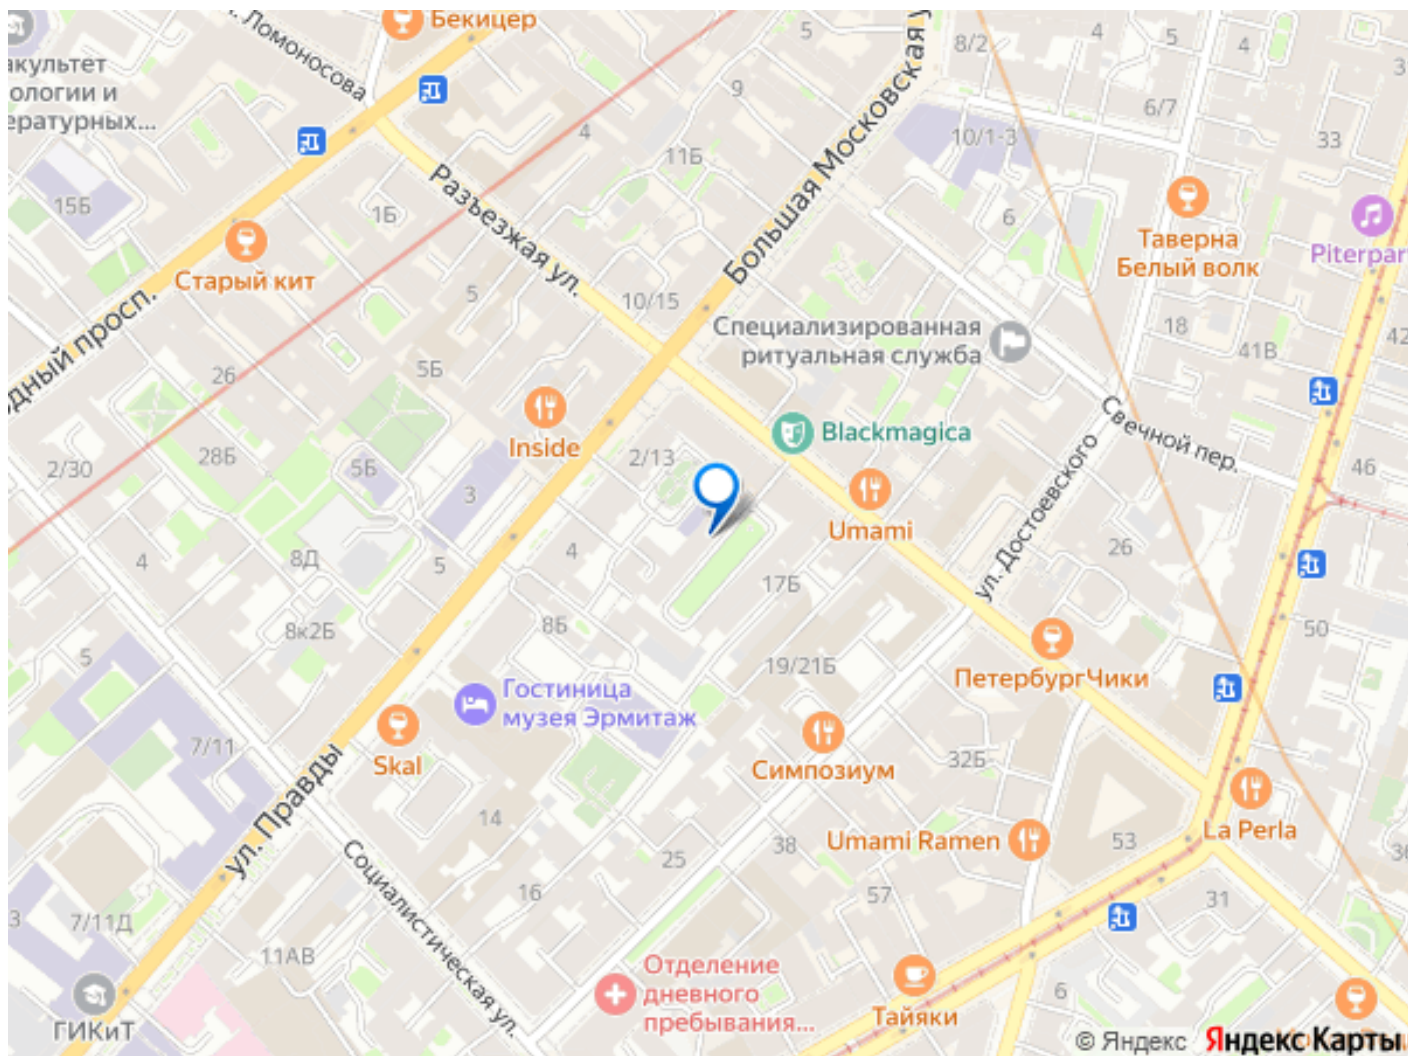 Бекицер
Ломоносова
акультет
ологии и
ературных...
5
8/2
4
5
4
3
9
6/7
4
11Б
10/1-3
33
15Б
1Б
Разъезжая ул.
Большая Московская
6
Таверна
Белый волк
Piterpar
Старый кит
5
10/15
Специализированная
ритуальная служба
18
41В
42
дный просп.
26
5Б
Inside
Blackmagica
Свечной пер.
2/30
28Б
5Б
3
2/13
46
Umami
ул. Достоевского
4
8Д
5
4
17Б
26
8к2Б
8Б
50
5
19/21Б
ПетербургЧики
Гостиница
музея Эрмитаж
7/11
Skal
Симпозиум
32Б
ул. Правды
14
La Perla
Umami Ramen
53
38
25
Социалистическая ул.
16
57
31
36
3
7/11Д
11АВ
Отделение
дневного
пребывания...
6
Тайяки
ГИКиТ
© Яндекс
Яндекс Карты